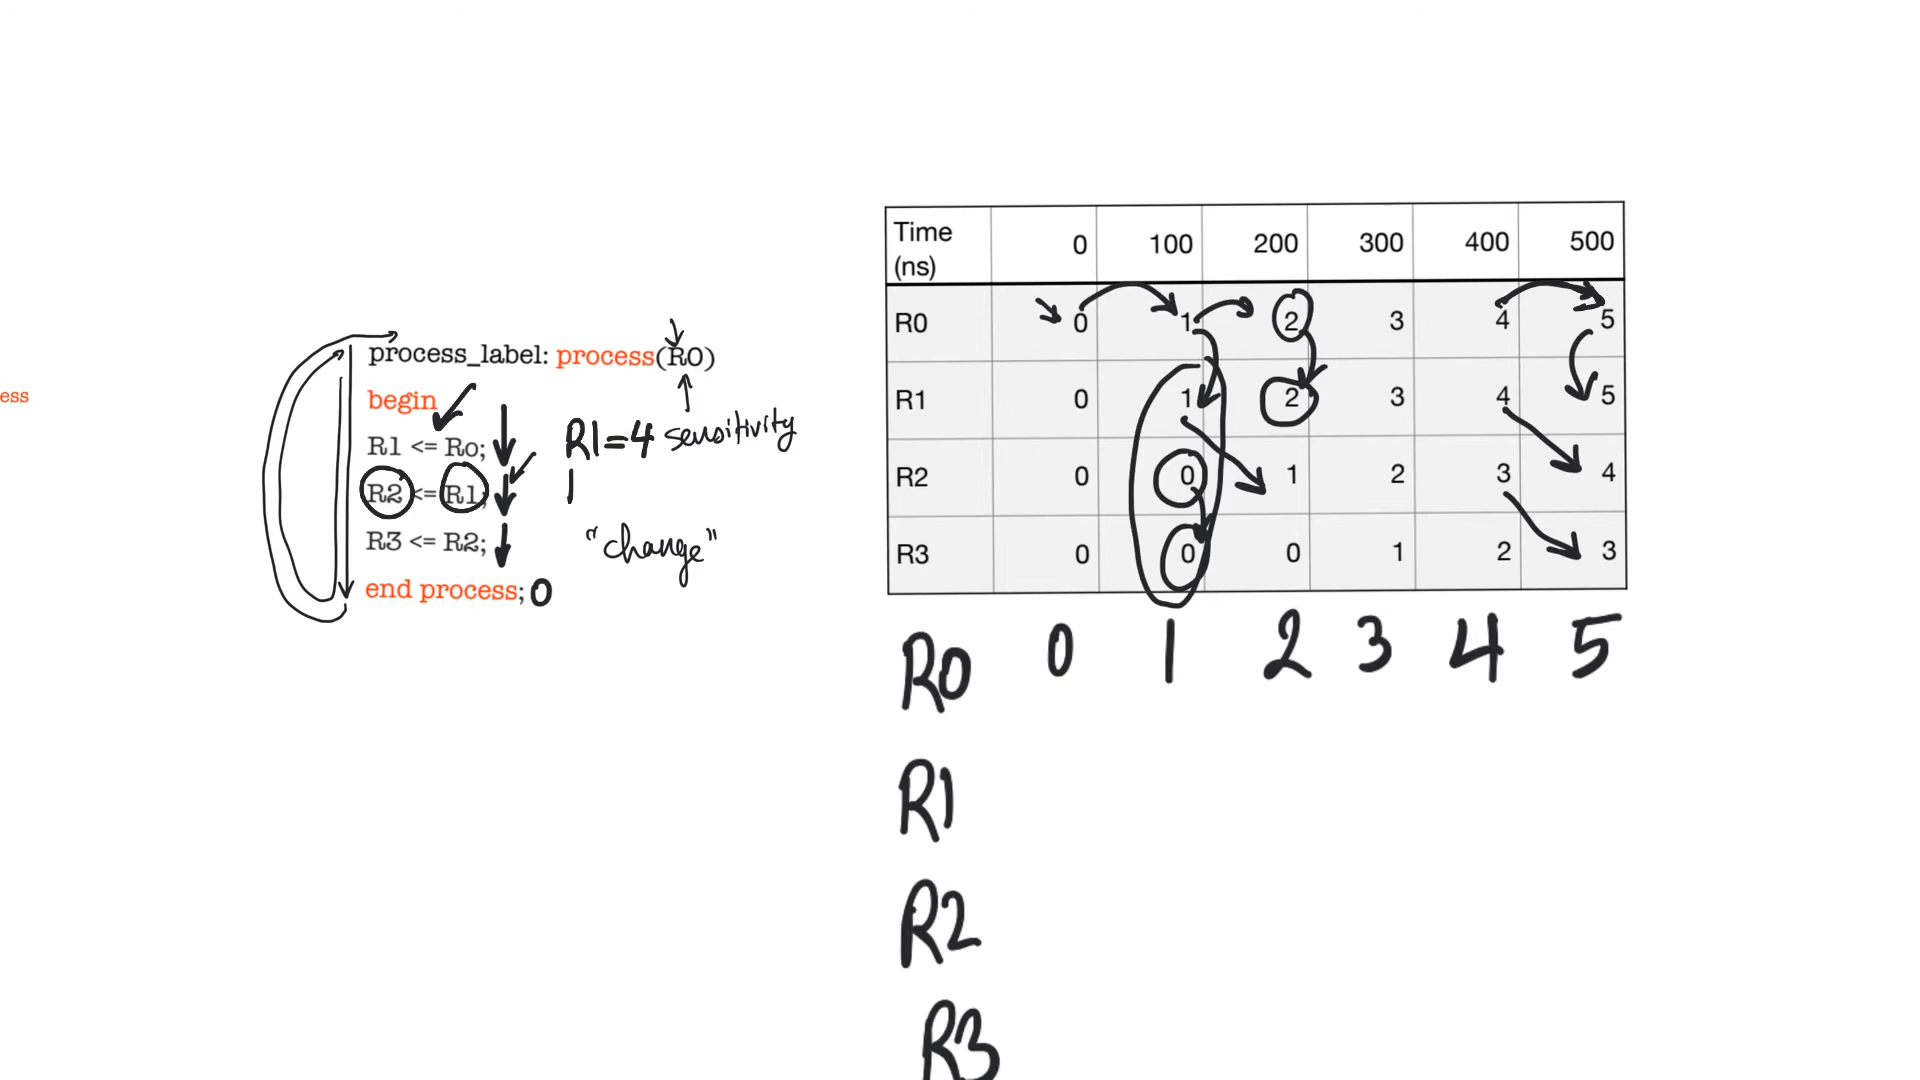 ess
process_label: process(R0)
begin
R1 <= Ro;
R2 <= R1;
R3 <= R2;
end process; 0
R1=4 sensitivity
1
"change"
Time (ns) 0 100 200 300 400 500
R0 0 1 2 3 4 5
R1 0 1 2 3 4 5
R2 0 0 1 2 3 4
R3 0 0 0 1 2 3
R0 0 1 2 3 4 5
R1
R2
R3